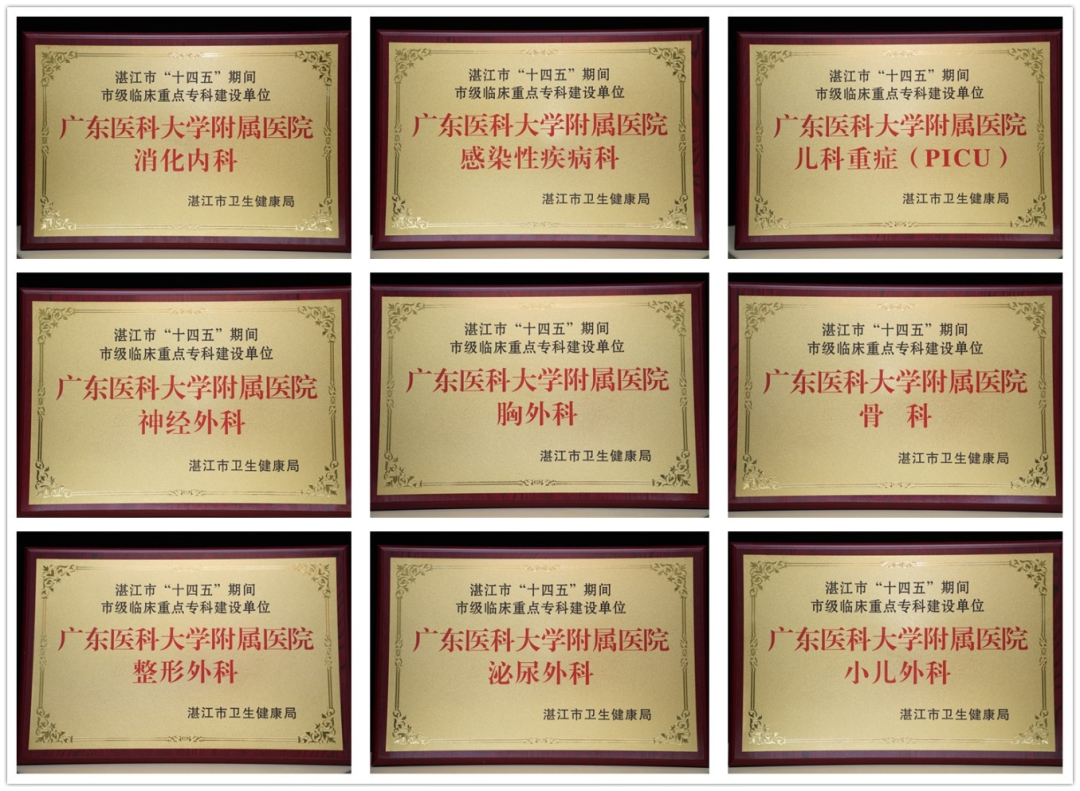 湛江市“十四五”期间
市级临床重点专科建设单位
广东医科大学附属医院
消化内科
湛江市卫生健康局
湛江市“十四五”期间
市级临床重点专科建设单位
广东医科大学附属医院
感染性疾病科
湛江市卫生健康局
湛江市“十四五”期间
市级临床重点专科建设单位
广东医科大学附属医院
儿科重症（PICU）
湛江市卫生健康局
湛江市“十四五”期间
市级临床重点专科建设单位
广东医科大学附属医院
神经外科
湛江市卫生健康局
湛江市“十四五”期间
市级临床重点专科建设单位
广东医科大学附属医院
胸外科
湛江市卫生健康局
湛江市“十四五”期间
市级临床重点专科建设单位
广东医科大学附属医院
骨 科
湛江市卫生健康局
湛江市“十四五”期间
市级临床重点专科建设单位
广东医科大学附属医院
整形外科
湛江市卫生健康局
湛江市“十四五”期间
市级临床重点专科建设单位
广东医科大学附属医院
泌尿外科
湛江市卫生健康局
湛江市“十四五”期间
市级临床重点专科建设单位
广东医科大学附属医院
小儿外科
湛江市卫生健康局